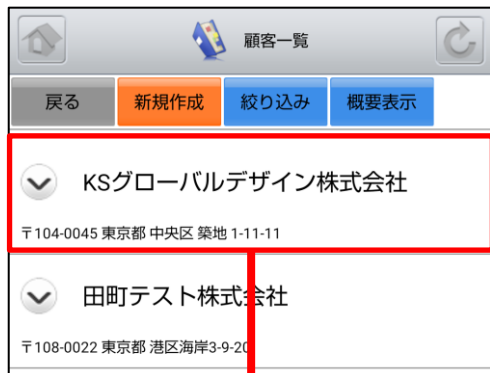 顧客一覧
戻る 新規作成 絞り込み 概要表示
KSグローバルデザイン株式会社
〒104-0045 東京都 中央区 築地 1-11-11
田町テスト株式会社
〒108-0022 東京都 港区海岸3-9-20